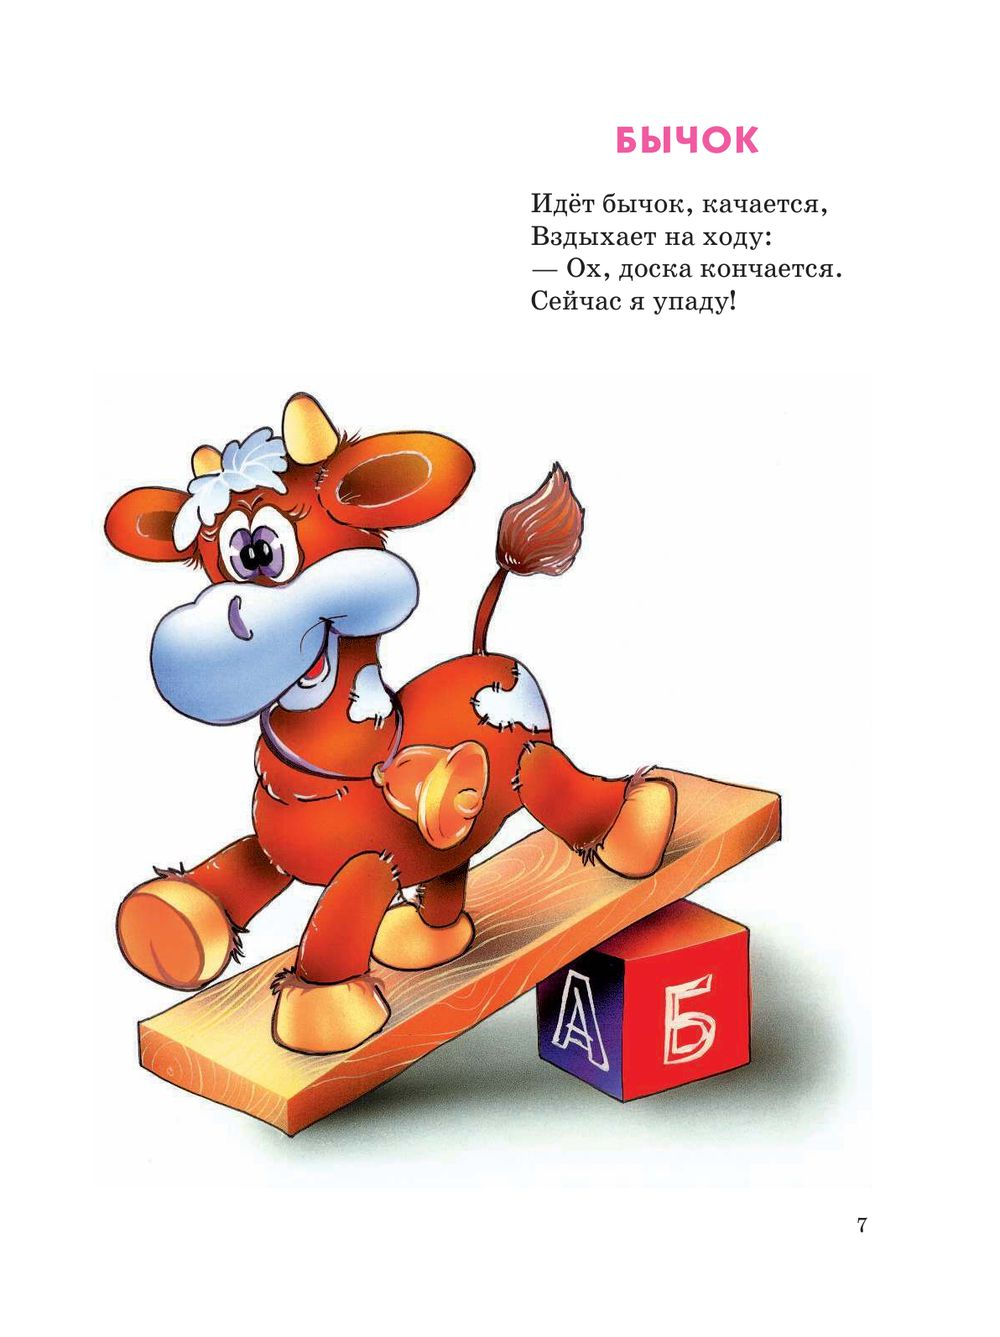 БЫЧОК
Идёт бычок, качается,
Вздыхает на ходу:
— Ох, доска кончается.
Сейчас я упаду!
А Б
7